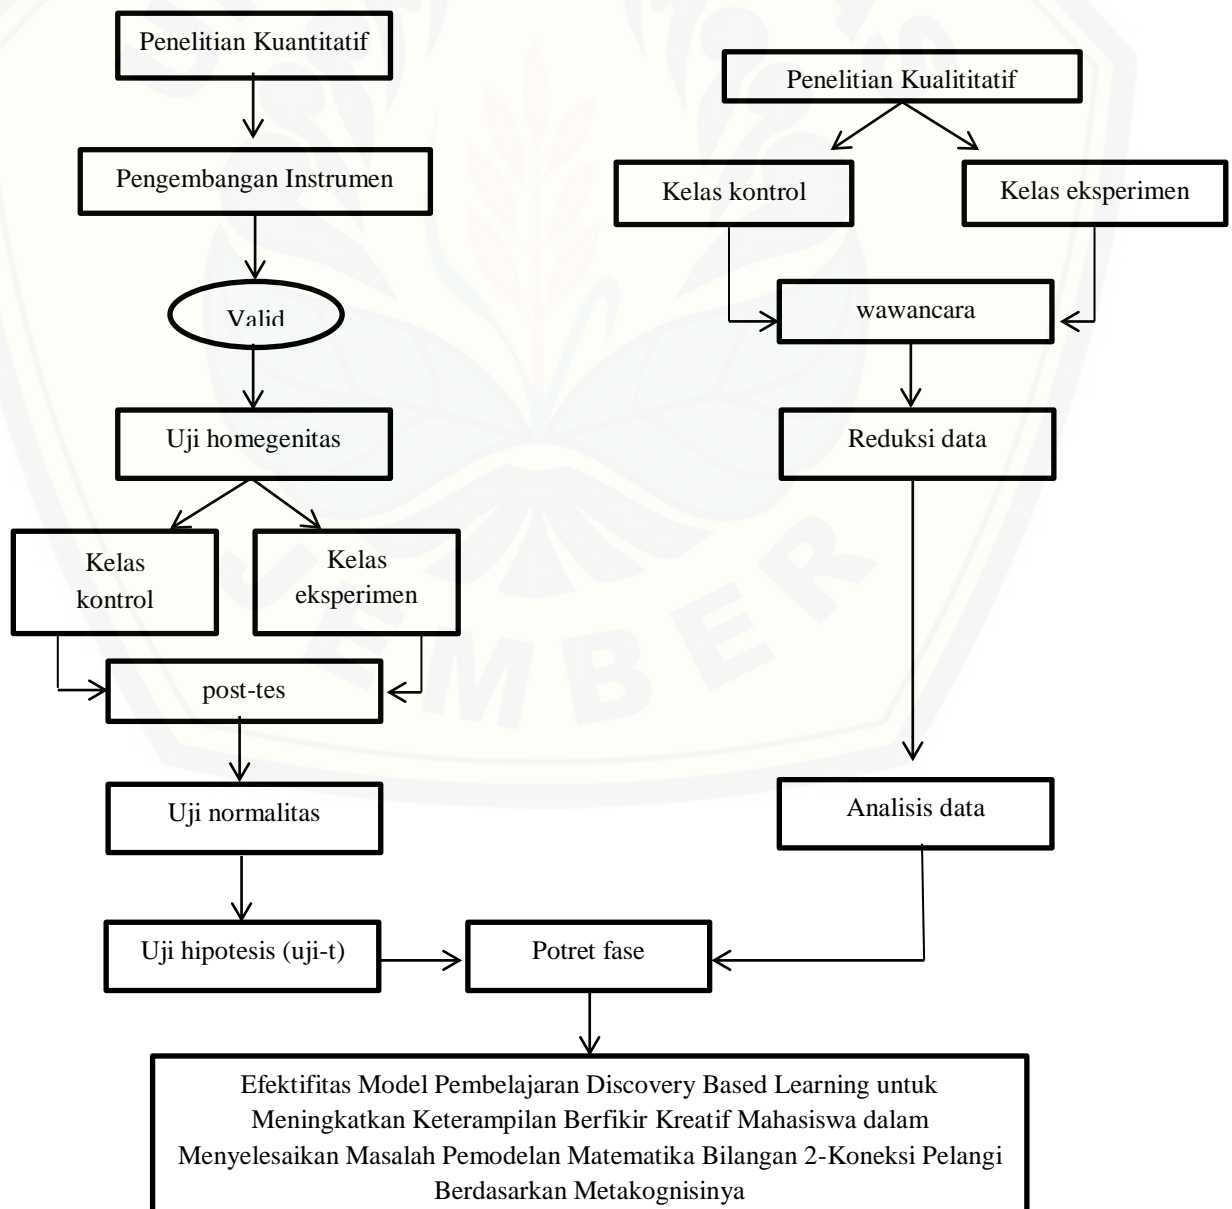 Penelitian Kuantitatif
Pengembangan Instrumen
Valid
Uji homegenitas
Kelas
kontrol
Kelas
eksperimen
post-tes
Uji normalitas
Uji hipotesis (uji-t)
Penelitian Kualititatif
Kelas kontrol
Kelas eksperimen
wawancara
Reduksi data
Analisis data
Potret fase
Efektifitas Model Pembelajaran Discovery Based Learning untuk
Meningkatkan Keterampilan Berfikir Kreatif Mahasiswa dalam
Menyelesaikan Masalah Pemodelan Matematika Bilangan 2-Koneksi Pelangi
Berdasarkan Metakognisinya
JEMBER